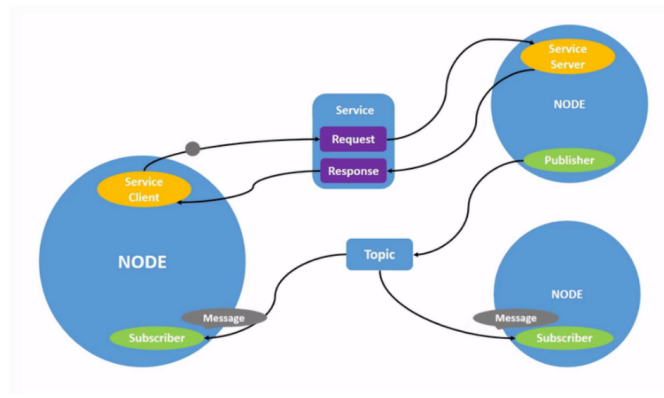 Service
Server
NODE
Publisher
Service
Request
Response
Service
Client
NODE
Message
Subscriber
Topic
NODE
Message
Subscriber